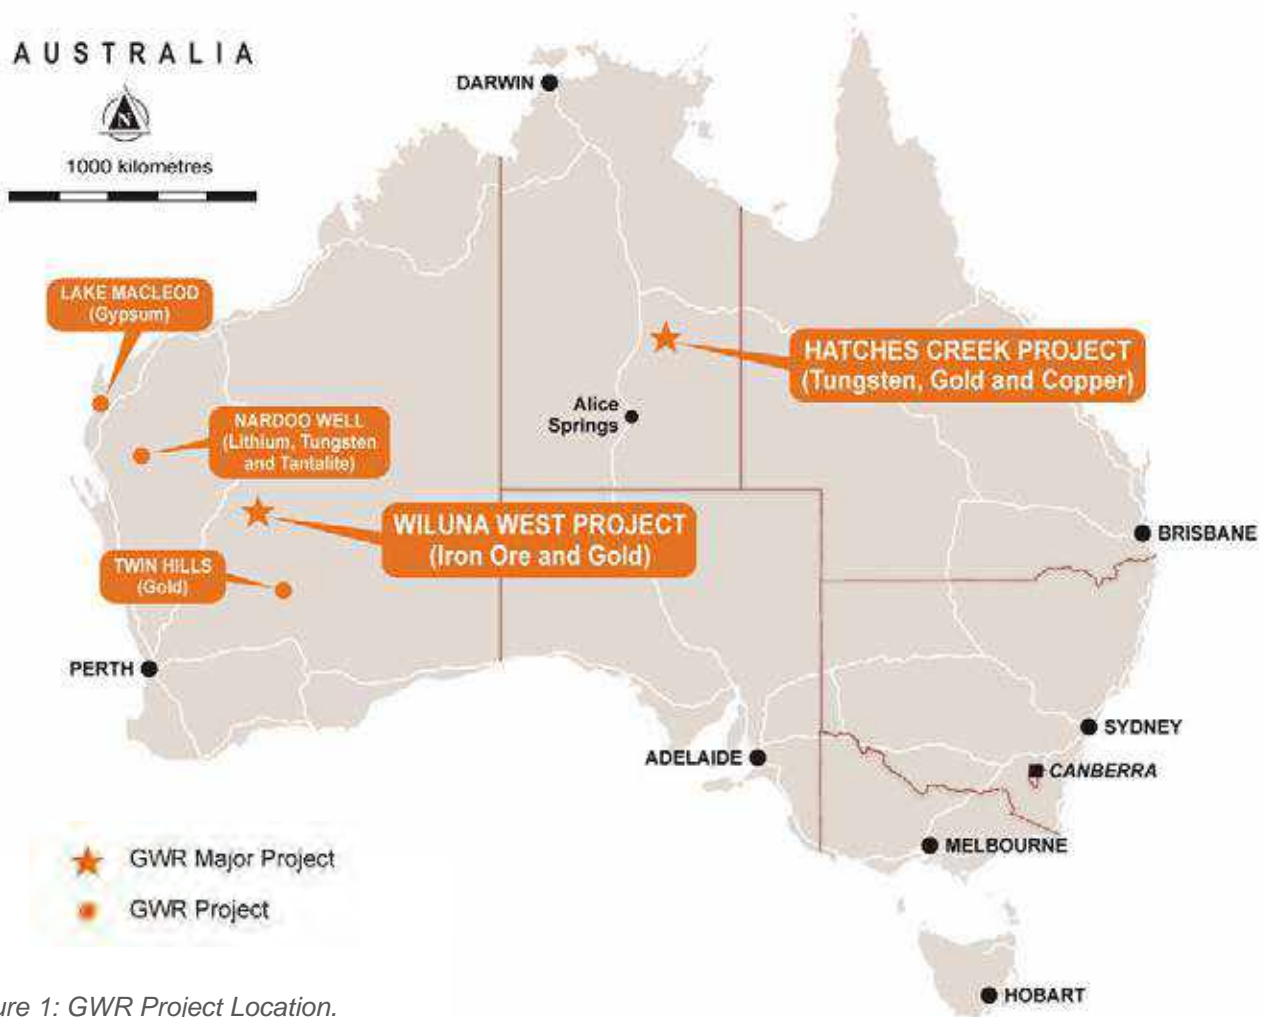 AUSTRALIA
N
1000 kilometres
DARWIN
LAKE MACLEOD
(Gypsum)
HATCHES CREEK PROJECT
(Tungsten, Gold and Copper)
Alice
Springs
NARDOO WELL
(Lithium, Tungsten
and Tantalite)
WILUNA WEST PROJECT
(Iron Ore and Gold)
BRISBANE
TWIN HILLS
(Gold)
PERTH
SYDNEY
ADELAIDE
CANBERRA
MELBOURNE
GWR Major Project
GWR Project
HOBART
ure 1: GWR Project Location.